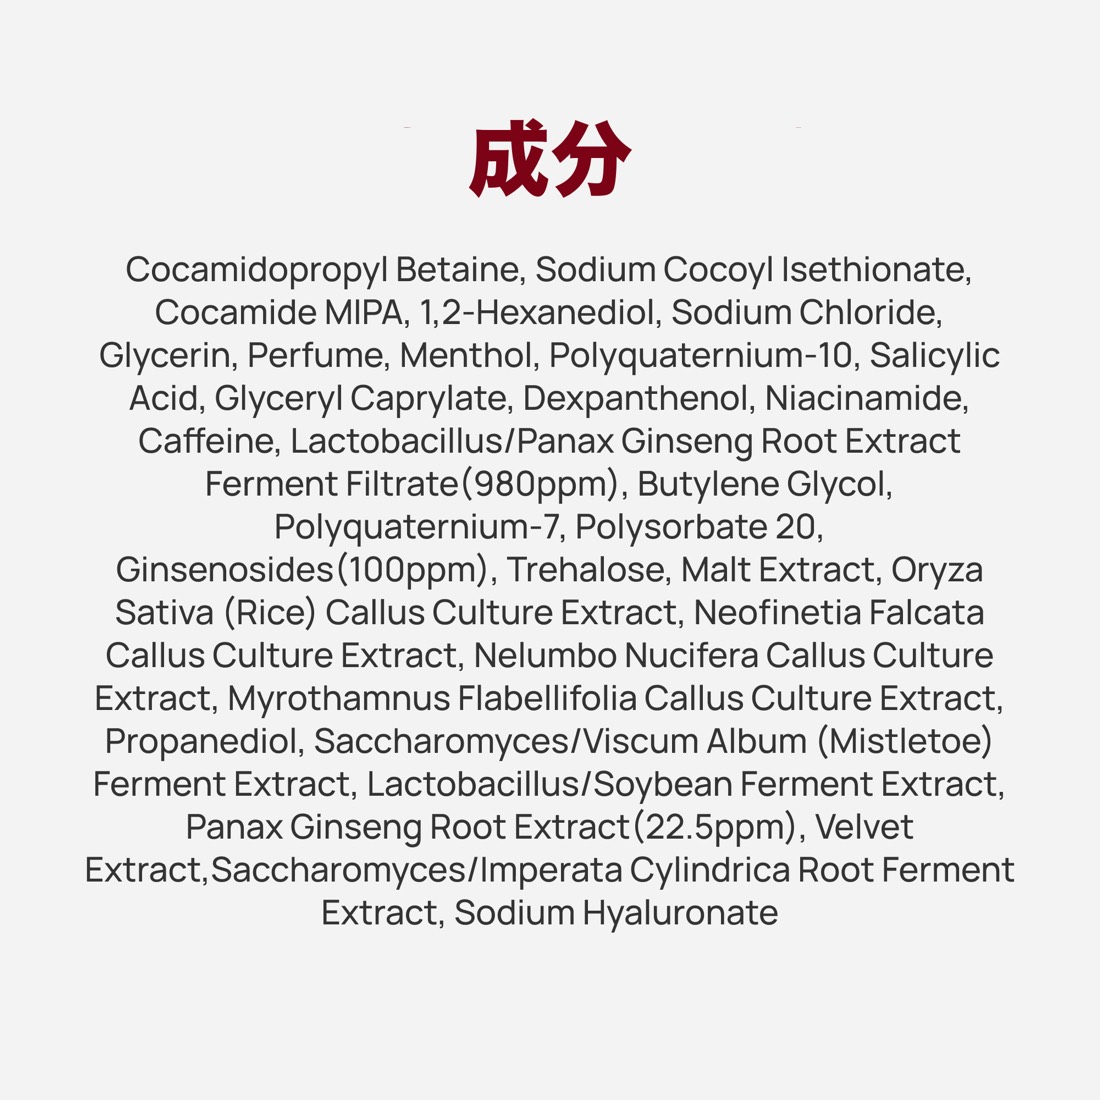 成分
Cocamidopropyl Betaine, Sodium Cocoyl Isethionate,
Cocamide MIPA, 1,2-Hexanediol, Sodium Chloride,
Glycerin, Perfume, Menthol, Polyquaternium-10, Salicylic
Acid, Glyceryl Caprylate, Dexpanthenol, Niacinamide,
Caffeine, Lactobacillus/Panax Ginseng Root Extract
Ferment Filtrate(980ppm), Butylene Glycol,
Polyquaternium-7, Polysorbate 20,
Ginsenosides(100ppm), Trehalose, Malt Extract, Oryza
Sativa (Rice) Callus Culture Extract, Neofinetia Falcata
Callus Culture Extract, Nelumbo Nucifera Callus Culture
Extract, Myrothamnus Flabellifolia Callus Culture Extract,
Propanediol, Saccharomyces/Viscum Album (Mistletoe)
Ferment Extract, Lactobacillus/Soybean Ferment Extract,
Panax Ginseng Root Extract(22.5ppm), Velvet
Extract,Saccharomyces/Imperata Cylindrica Root Ferment
Extract, Sodium Hyaluronate